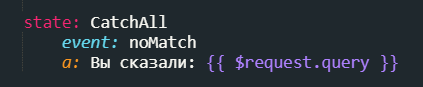 state: CatchAll
event: noMatch
a: Вы сказали: {{ $request.query }}